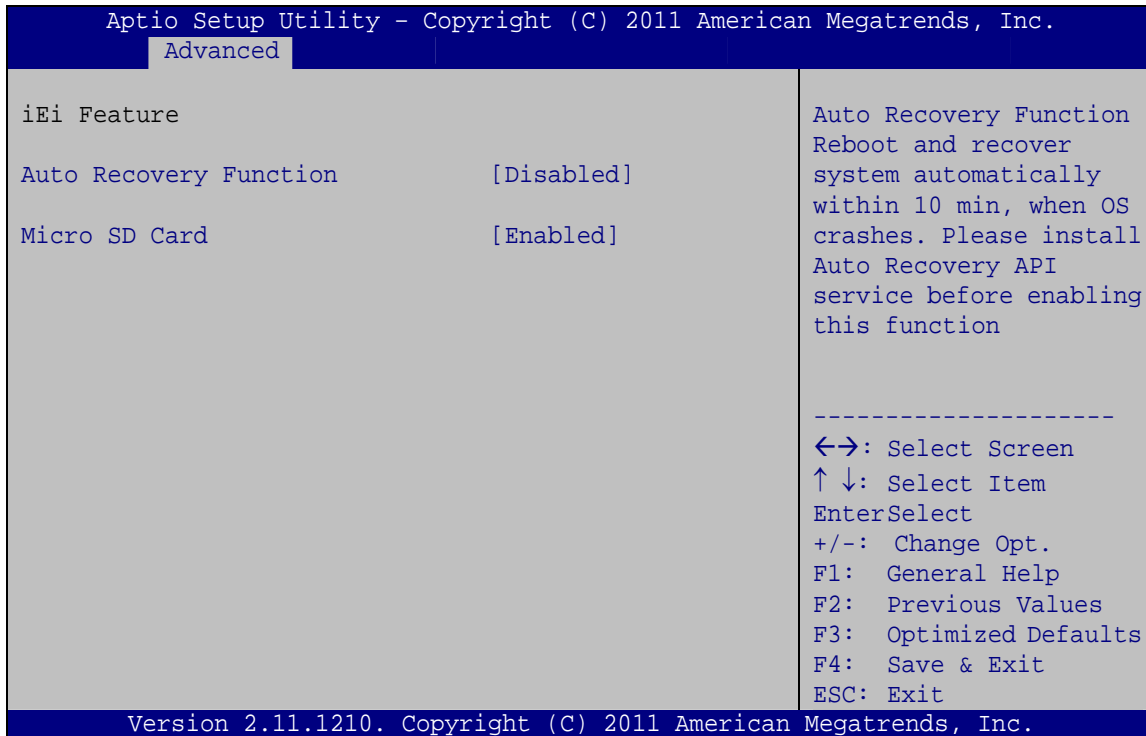 Aptio Setup Utility – Copyright (C) 2011 American Megatrends, Inc.
Advanced
iEi Feature
Auto Recovery Function [Disabled]
Micro SD Card [Enabled]
Auto Recovery Function
Reboot and recover
system automatically
within 10 min, when OS
crashes. Please install
Auto Recovery API
service before enabling
this function
---------------------
←→: Select Screen
↑ ↓: Select Item
EnterSelect
+/-: Change Opt.
F1: General Help
F2: Previous Values
F3: Optimized Defaults
F4: Save & Exit
ESC: Exit
Version 2.11.1210. Copyright (C) 2011 American Megatrends, Inc.